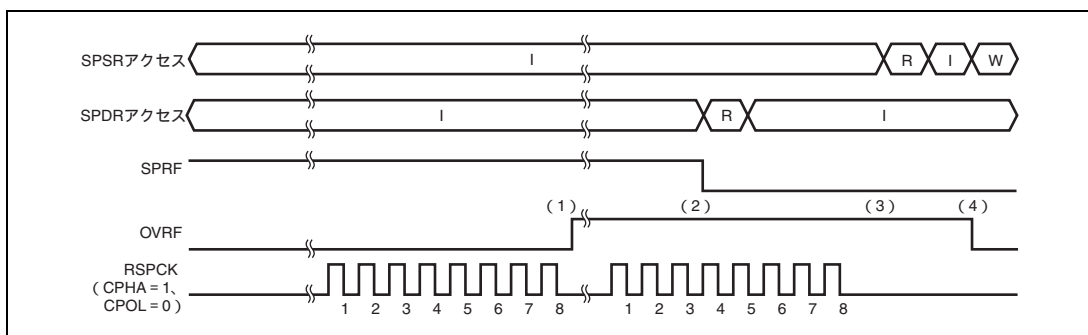 SPSRアクセス I R I W
SPDRアクセス I R I
SPRF
(1) (2) (3) (4)
OVRF
RSPCK
(CPHA = 1、
CPOL = 0)
1 2 3 4 5 6 7 8 1 2 3 4 5 6 7 8